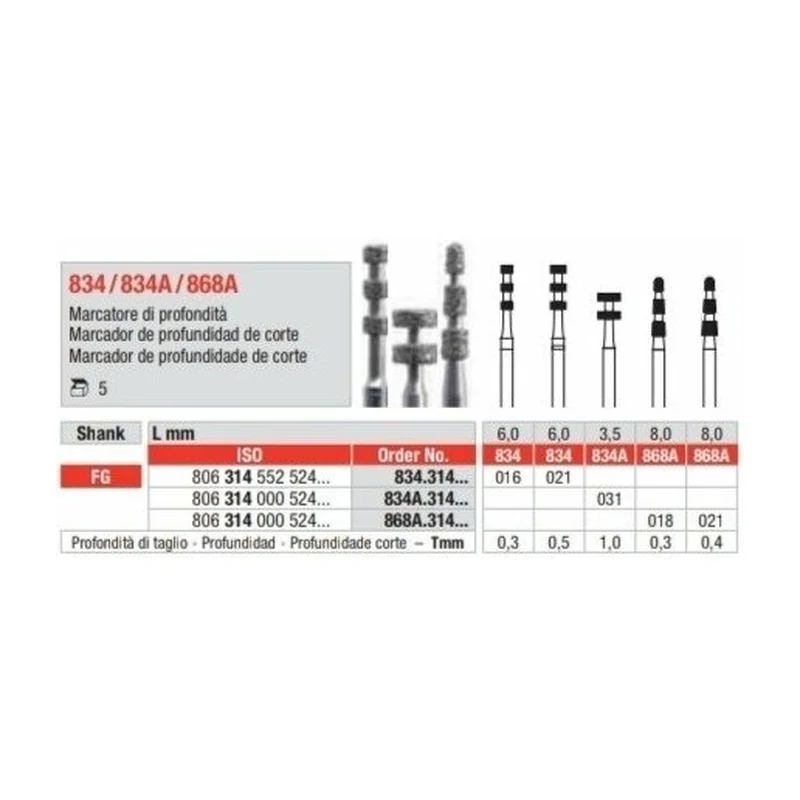 834/834A/868A
Marcatore di profondità
Marcador de profundidad de corte
Marcador de profundidade de corte
5
Shank L mm 6,0 6,0 3,5 8,0 8,0
ISO Order No. 834 834 834A 868A 868A
FG 806 314 552 524... 834.314... 016 021
806 314 000 524... 834A.314... 031
806 314 000 524... 868A.314... 018 021
Profondità di taglio - Profundidad - Profundidade corte – Tmm 0,3 0,5 1,0 0,3 0,4